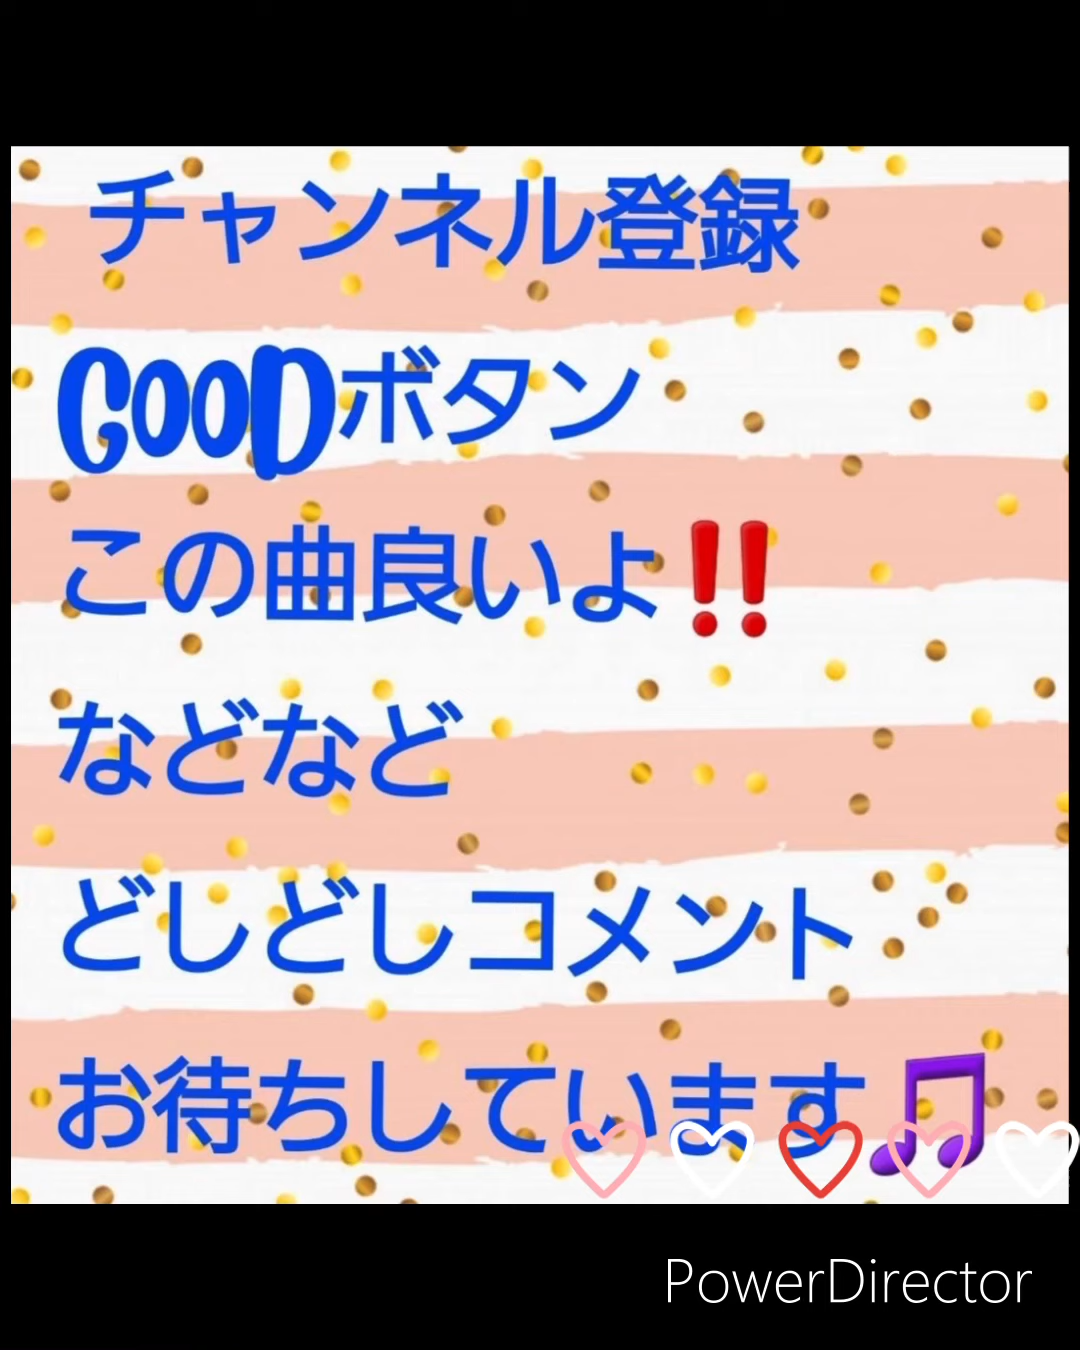 チャンネル登録
GOODボタン
この曲良いよ‼️
などなど
どしどしコメント
お待ちしています🎵
PowerDirector